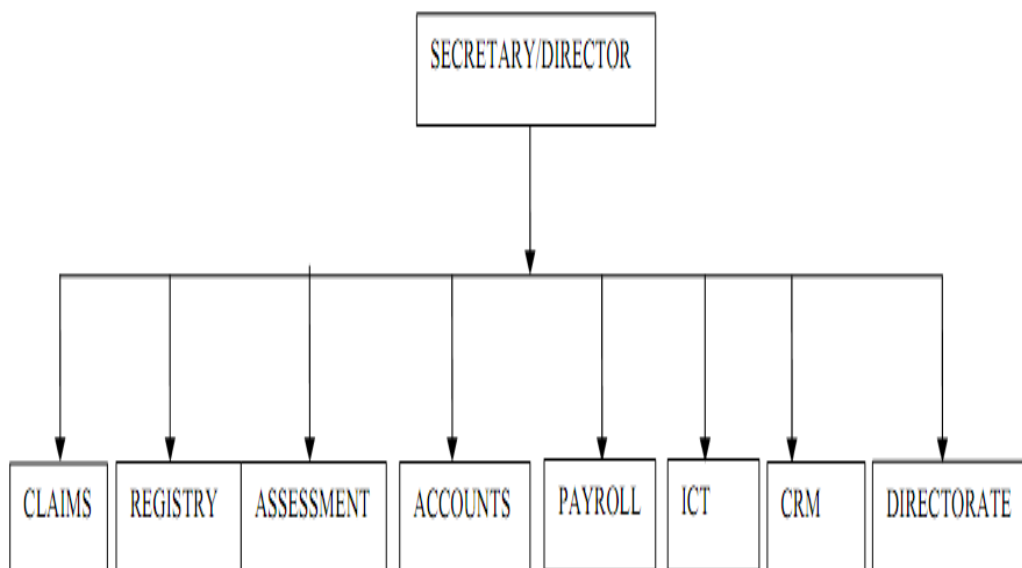 SECRETARY/DIRECTOR
CLAIMS
REGISTRY
ASSESSMENT
ACCOUNTS
PAYROLL
ICT
CRM
DIRECTORATE